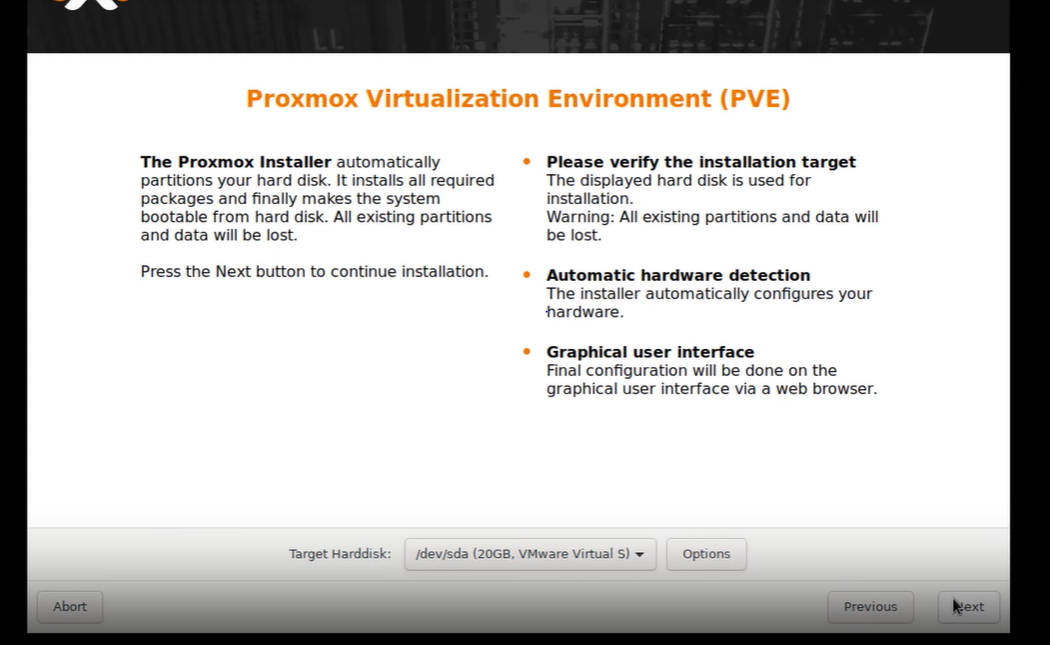 Proxmox Virtualization Environment (PVE)
The Proxmox Installer automatically
partitions your hard disk. It installs all required
packages and finally makes the system
bootable from hard disk. All existing partitions
and data will be lost.
Press the Next button to continue installation.
Please verify the installation target
The displayed hard disk is used for
installation.
Warning: All existing partitions and data will
be lost.
Automatic hardware detection
The installer automatically configures your
hardware.
Graphical user interface
Final configuration will be done on the
graphical user interface via a web browser.
Target Harddisk: /dev/sda (20GB, VMware Virtual S) Options
Abort Previous Next